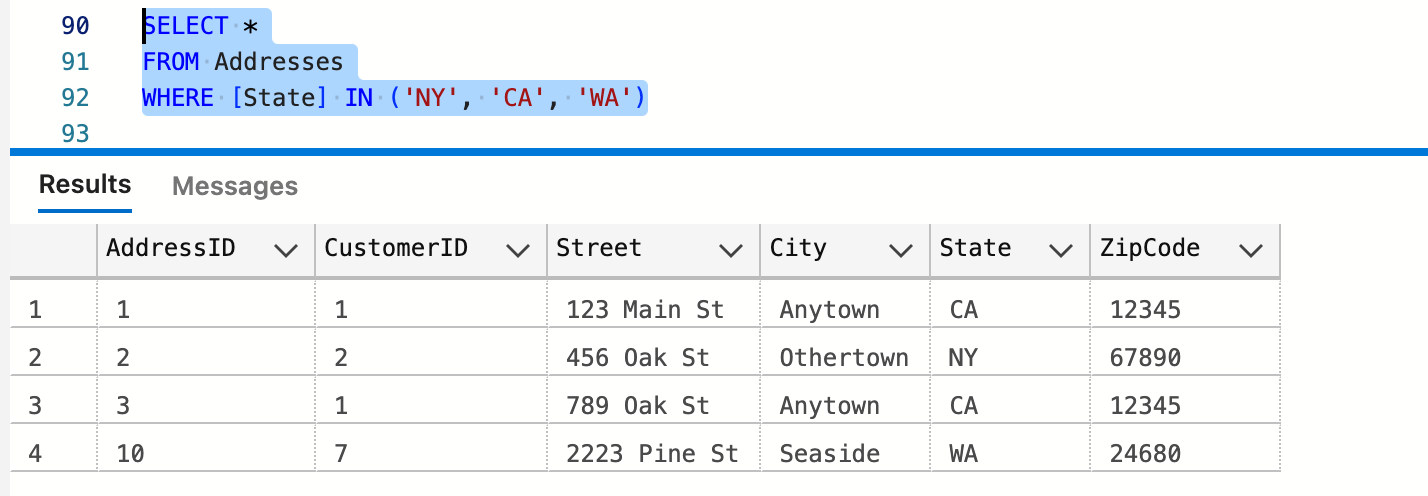 90 SELECT *
91 FROM Addresses
92 WHERE [State] IN ('NY', 'CA', 'WA')
93
Results Messages
AddressID CustomerID Street City State ZipCode
1 1 1 123 Main St Anytown CA 12345
2 2 2 456 Oak St Othertown NY 67890
3 3 1 789 Oak St Anytown CA 12345
4 10 7 2223 Pine St Seaside WA 24680